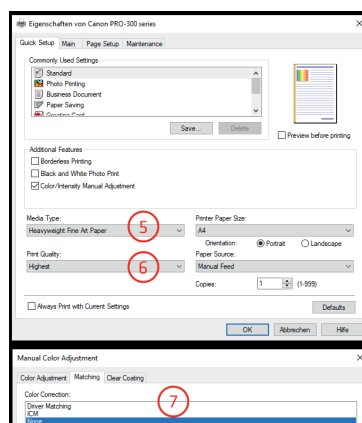 Eigenschaften von Canon PRO-300 series
Quick Setup Main Page Setup Maintenance
Commonly Used Settings
Standard
Photo Printing
Business Document
Paper Saving
Greeting Card
Save... Delete
Preview before printing
Additional Features
Borderless Printing
Black and White Photo Print
Color/Intensity Manual Adjustment
Media Type: Printer Paper Size:
Heavyweight Fine Art Paper 5 A4
Orientation: Portrait Landscape
Print Quality: Paper Source:
Highest 6 Manual Feed
Copies: 1 (1-999)
Always Print with Current Settings Defaults
OK Abbrechen Hilfe
Manual Color Adjustment
Color Adjustment Matching Clear Coating
Color Correction:
7
Driver Matching
ICM
None